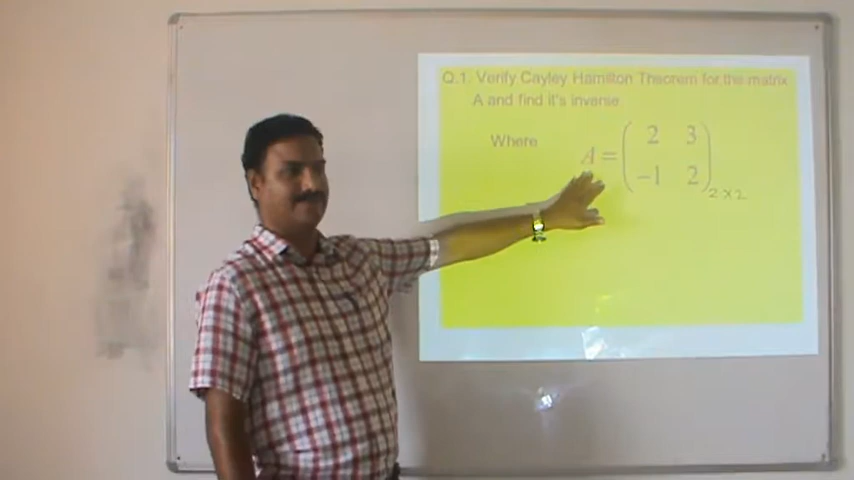 Q.1. Verify Cayley Hamilton Theorem for the matrix
A and find it's inverse
Where A = ( 2 3
-1 2 ) 2×2